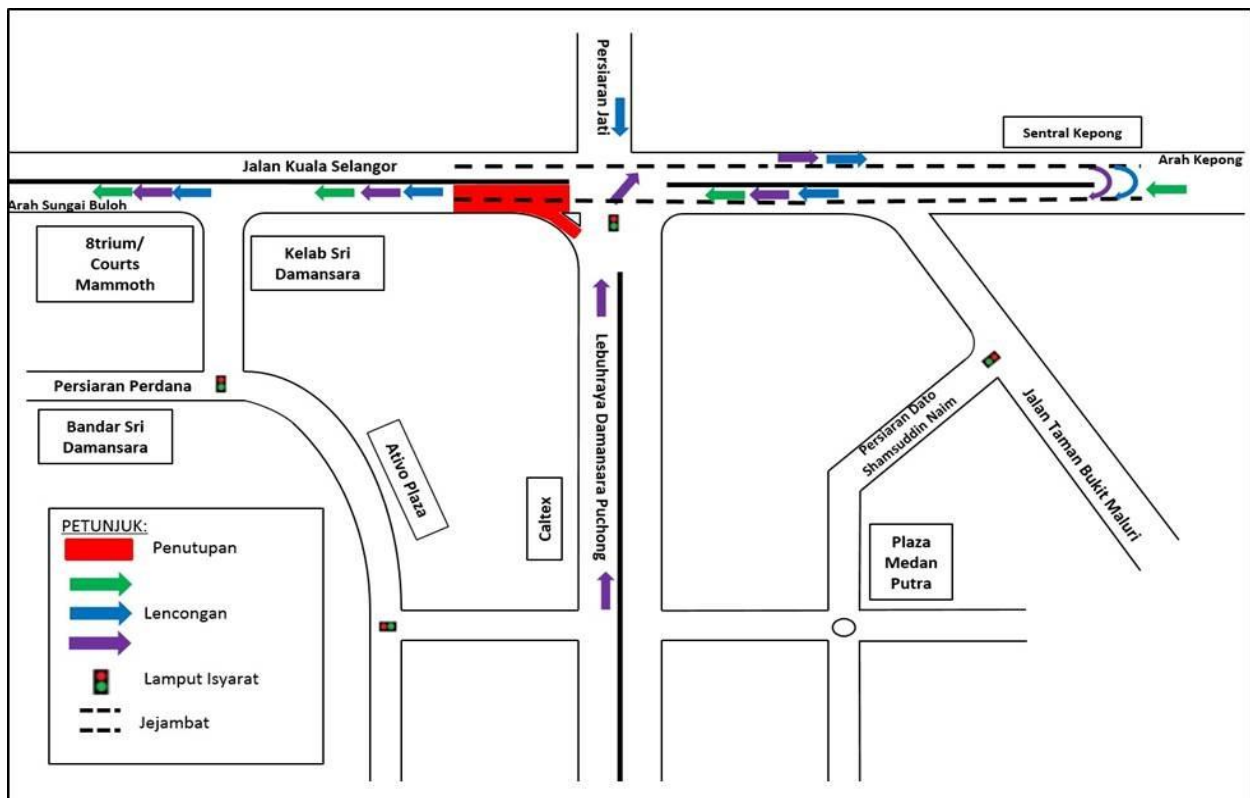 Persiaran Jati
Sentral Kepong
Jalan Kuala Selangor
Arah Kepong
Arah Sungai Buloh
8trium/
Courts
Mammoth
Kelab Sri
Damansara
Lebuhraya Damansara Puchong
Persiaran Perdana
Bandar Sri
Damansara
Ativo Plaza
Caltex
Persiaran Dato
Shamsuddin Naim
Jalan Taman Bukit Maluri
Plaza
Medan
Putra
PETUNJUK:
Penutupan
Lencongan
Lamput Isyarat
Jejambat